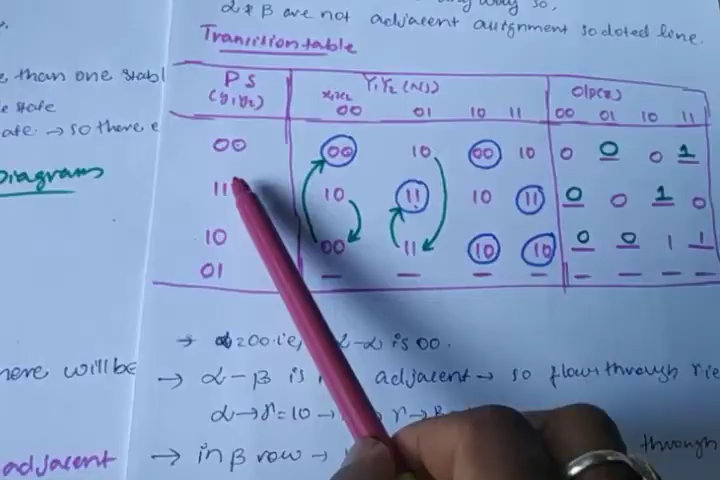 α & β are not adjacent assignment so doted line.
Transition table
e than one stabl
le state
ate. → so there e
Diagrams
PS (y1y2) Y1Y2 (NS) O/P(z)
x1x2 00 01 10 11 00 01 10 11
00 00 10 00 10 0 0 0 1
11 10 11 10 11 0 0 1 0
10 00 11 10 10 0 0 1 1
01 — — — — — — — —
→ α=00 i.e, α-α is 00.
here will be → α-β is adjacent → so flow through
α→γ=10 → γ→β
adjacent → in β row → through